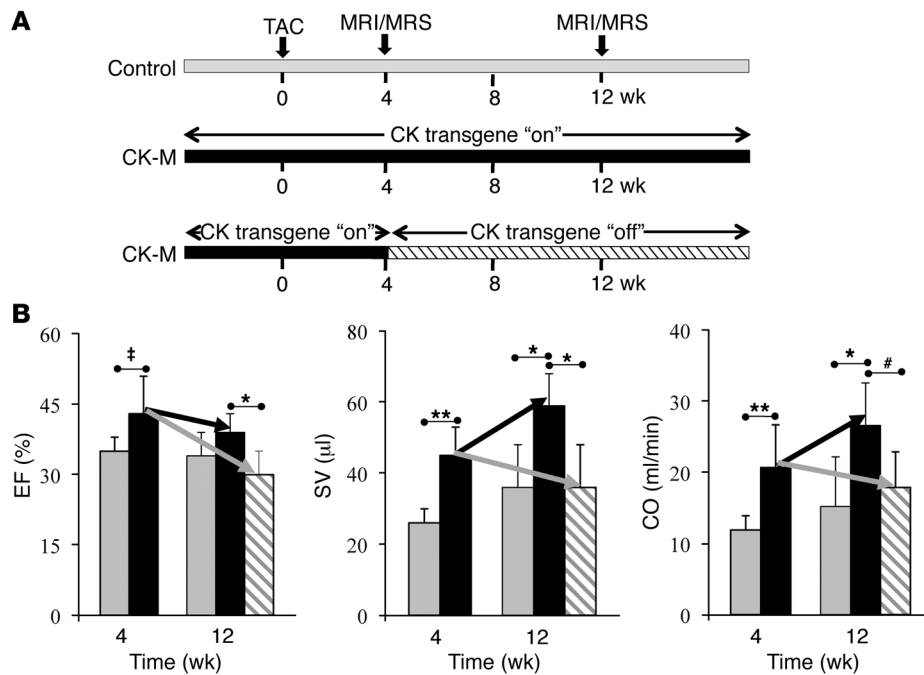 A
TAC MRI/MRS MRI/MRS
Control
0 4 8 12 wk
CK transgene “on”
CK-M
0 4 8 12 wk
CK transgene “on” CK transgene “off”
CK-M
0 4 8 12 wk
B
EF (%)
60
45
30
15
0
‡
*
4 12
Time (wk)
SV (μl)
80
60
40
20
0
**
*
*
4 12
Time (wk)
CO (ml/min)
40
30
20
10
0
**
*
#
4 12
Time (wk)